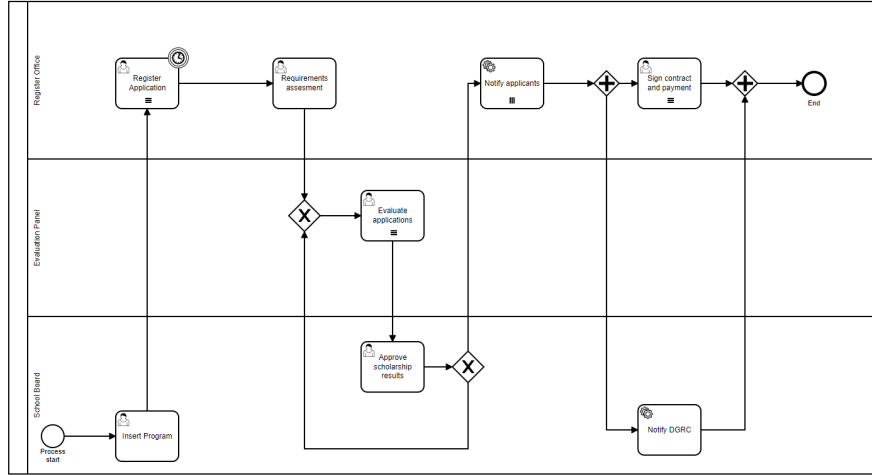 Register Office
Register
Application
Requirements
assesment
Notify applicants
Sign contract
and payment
End
Evaluation Panel
Evaluate
applications
School Board
Approve
scholarship
results
Process
start
Insert Program
Notify DGRC